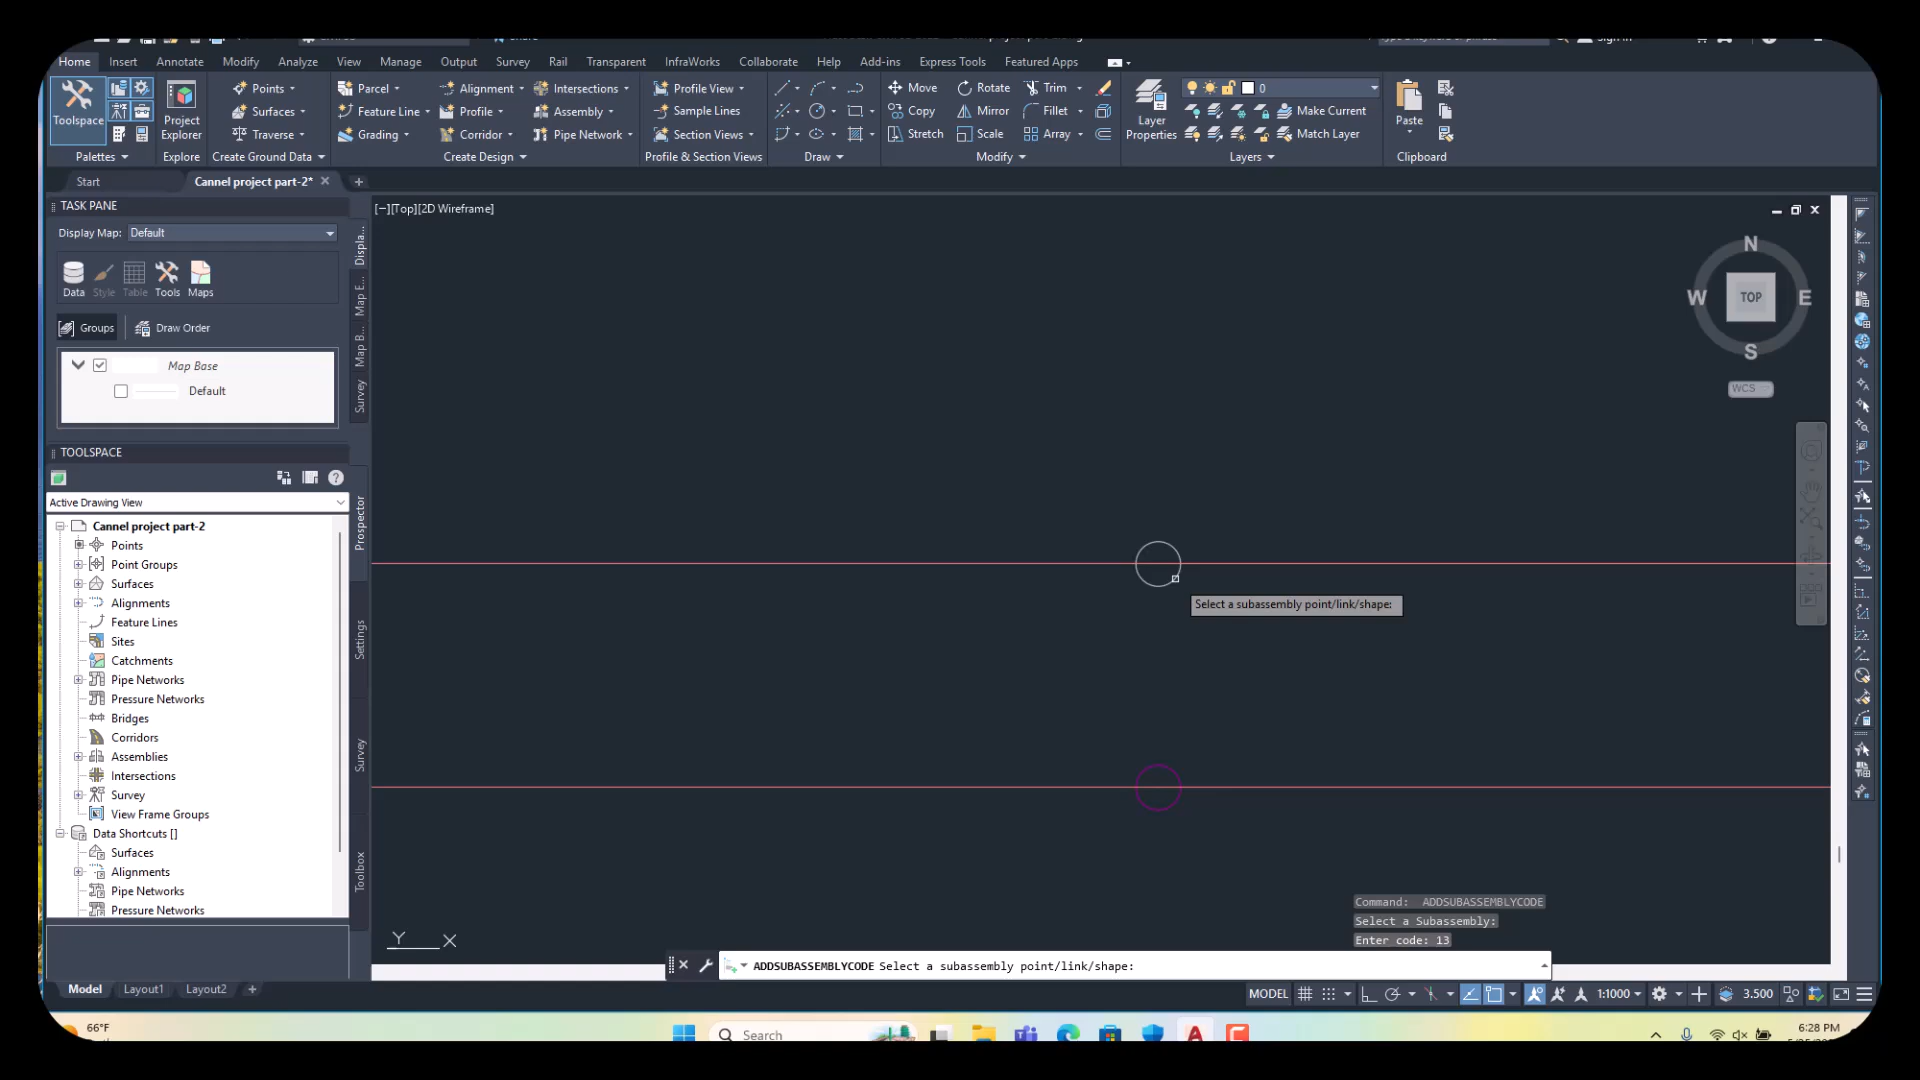 Home Insert Annotate Modify Analyze View Manage Output Survey Rail Transparent InfraWorks Collaborate Help Add-ins Express Tools Featured Apps
Toolspace
Project Explorer
Points Parcel Alignment Intersections Profile View Move Rotate Trim 0
Surfaces Feature Line Profile Assembly Sample Lines Copy Mirror Fillet Make Current
Traverse Grading Corridor Pipe Network Section Views Stretch Scale Array Match Layer
Layer Properties
Paste
Palettes Explore Create Ground Data Create Design Profile & Section Views Draw Modify Layers Clipboard
Start Cannel project part-2*
TASK PANE
[−][Top][2D Wireframe]
Display Map: Default
Data Style Table Tools Maps
Groups Draw Order
Map Base
Default
Displa...
Map E...
Map B...
Survey
N
W TOP E
S
WCS
TOOLSPACE
Active Drawing View
Cannel project part-2
Points
Point Groups
Surfaces
Alignments
Feature Lines
Sites
Catchments
Pipe Networks
Pressure Networks
Bridges
Corridors
Assemblies
Intersections
Survey
View Frame Groups
Data Shortcuts []
Surfaces
Alignments
Pipe Networks
Pressure Networks
Prospector
Settings
Survey
Toolbox
Select a subassembly point/link/shape:
Y X
Command: ADDSUBASSEMBLYCODE
Select a Subassembly:
Enter code: 13
ADDSUBASSEMBLYCODE Select a subassembly point/link/shape:
Model Layout1 Layout2
MODEL 1:1000 3.500
66°F
Search
6:28 PM